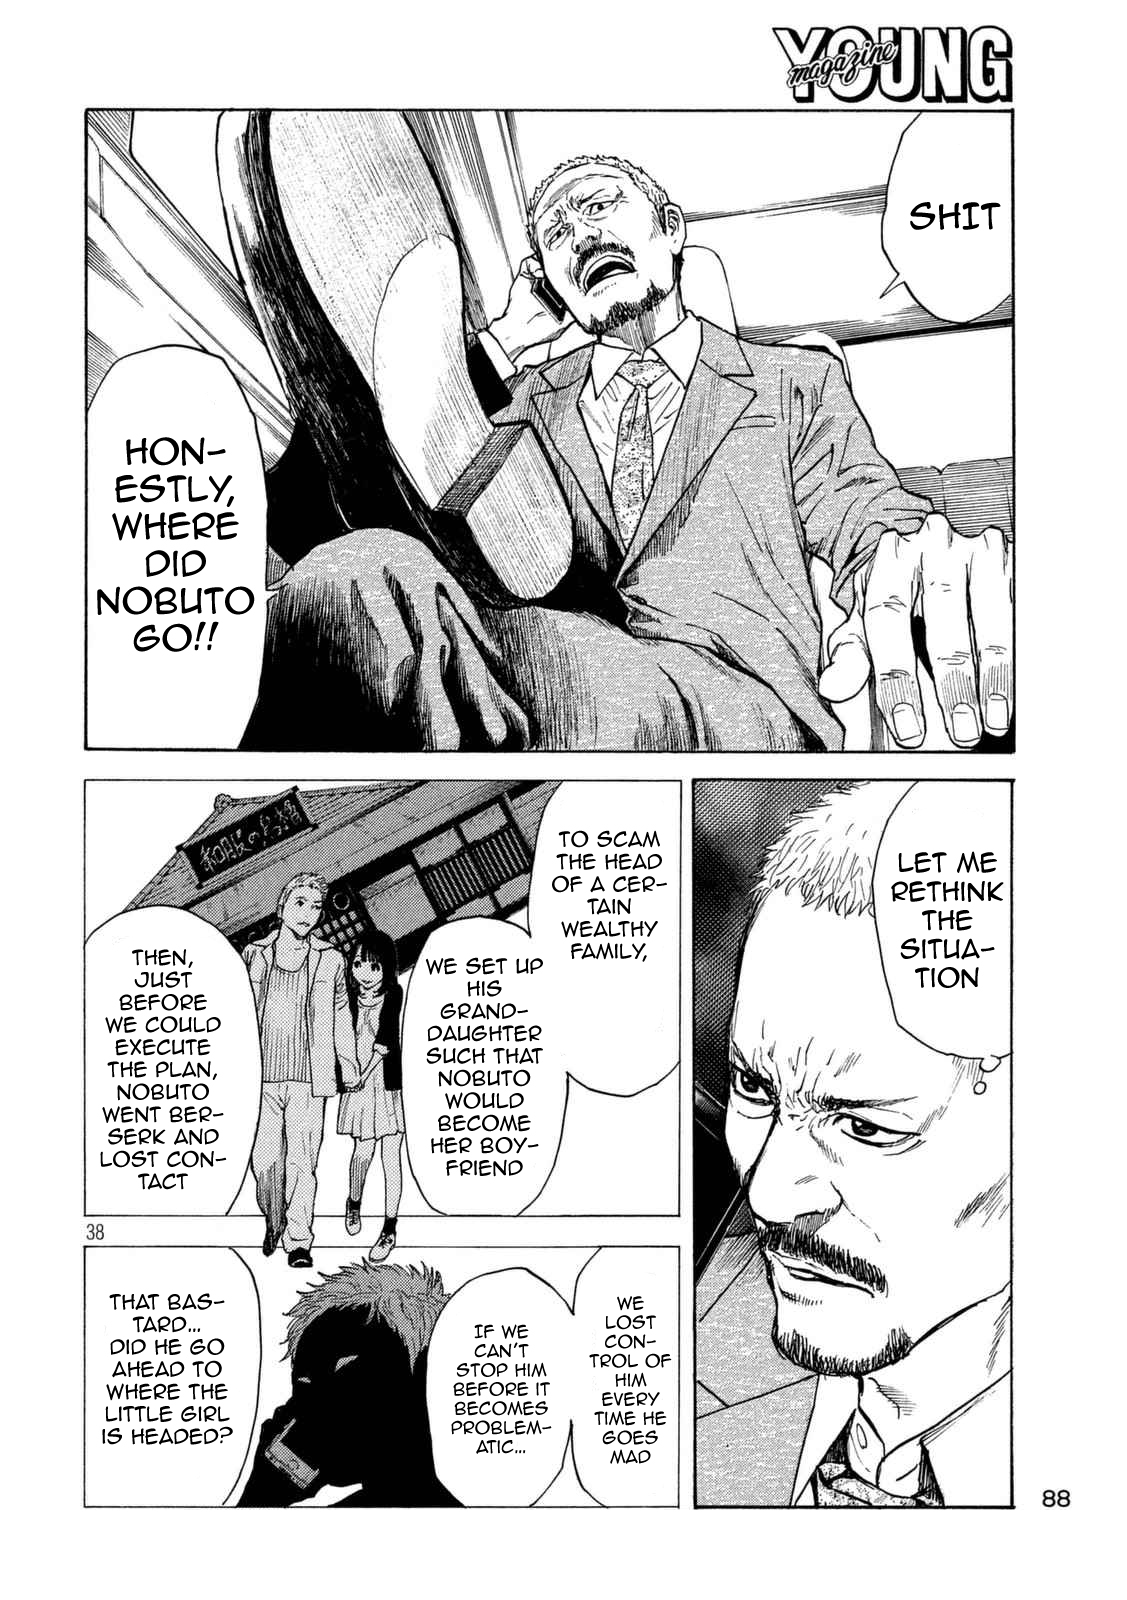 YOUNG
magazine
SHIT
HON-
ESTLY,
WHERE
DID
NOBUTO
GO!!
LET ME
RETHINK
THE
SITUA-
TION
TO SCAM
THE HEAD
OF A CER-
TAIN
WEALTHY
FAMILY,
WE SET UP
HIS
GRAND-
DAUGHTER
SUCH THAT
NOBUTO
WOULD
BECOME
HER BOY-
FRIEND
THEN,
JUST
BEFORE
WE COULD
EXECUTE
THE PLAN,
NOBUTO
WENT BER-
SERK AND
LOST CON-
TACT
38
WE
LOST
CON-
TROL OF
HIM
EVERY
TIME HE
GOES
MAD
IF WE
CAN'T
STOP HIM
BEFORE IT
BECOMES
PROBLEM-
ATIC...
THAT BAS-
TARD...
DID HE GO
AHEAD TO
WHERE THE
LITTLE GIRL
IS HEADED?
88